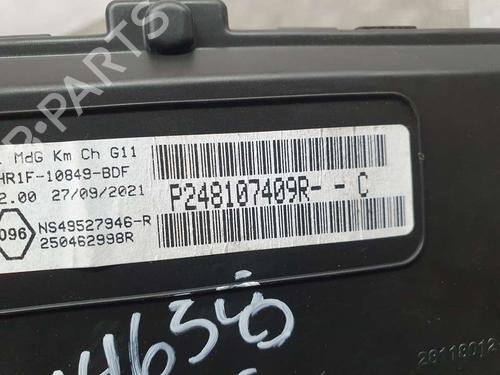 B-PARTS
MdG Km Ch G11
HR1F-10849-BDF
2.00 27/09/2021
P248107409R- - C
096
NS49527946-R
250462998R
28118012